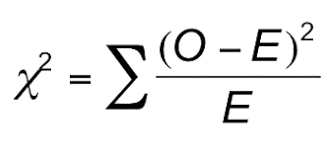 χ² = ∑ (O – E)² / E